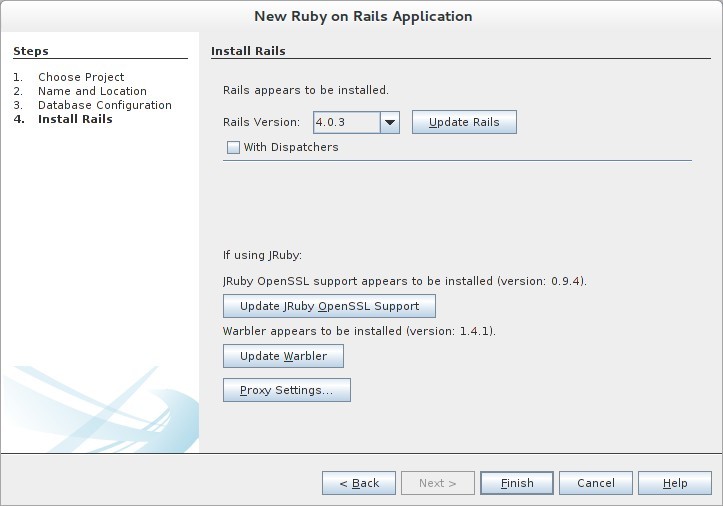 New Ruby on Rails Application
Steps
1. Choose Project
2. Name and Location
3. Database Configuration
4. Install Rails
Install Rails
Rails appears to be installed.
Rails Version: 4.0.3 Update Rails
With Dispatchers
If using JRuby:
JRuby OpenSSL support appears to be installed (version: 0.9.4).
Update JRuby OpenSSL Support
Warbler appears to be installed (version: 1.4.1).
Update Warbler
Proxy Settings...
< Back Next > Finish Cancel Help